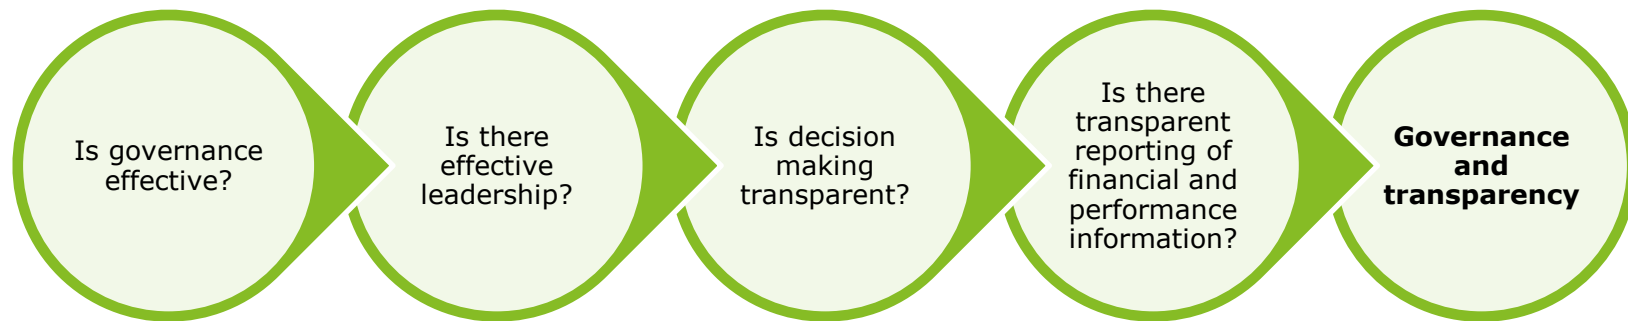 Is governance
effective?
Is there
effective
leadership?
Is decision
making
transparent?
Is there
transparent
reporting of
financial and
performance
information?
Governance
and
transparency